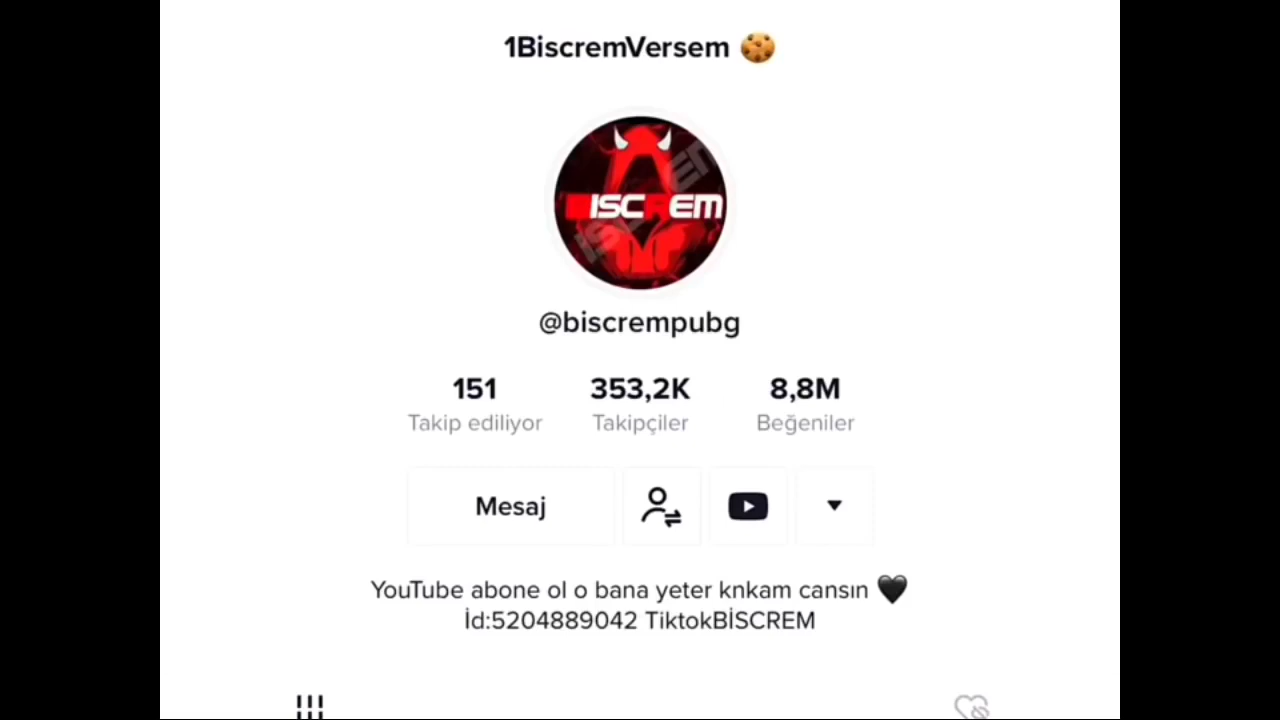 1BiscremVersem 🍪
BISCREM
@biscrempubg
151 353,2K 8,8M
Takip ediliyor Takipçiler Beğeniler
Mesaj
YouTube abone ol o bana yeter knkam cansın 🖤
İd:5204889042 TiktokBİSCREM